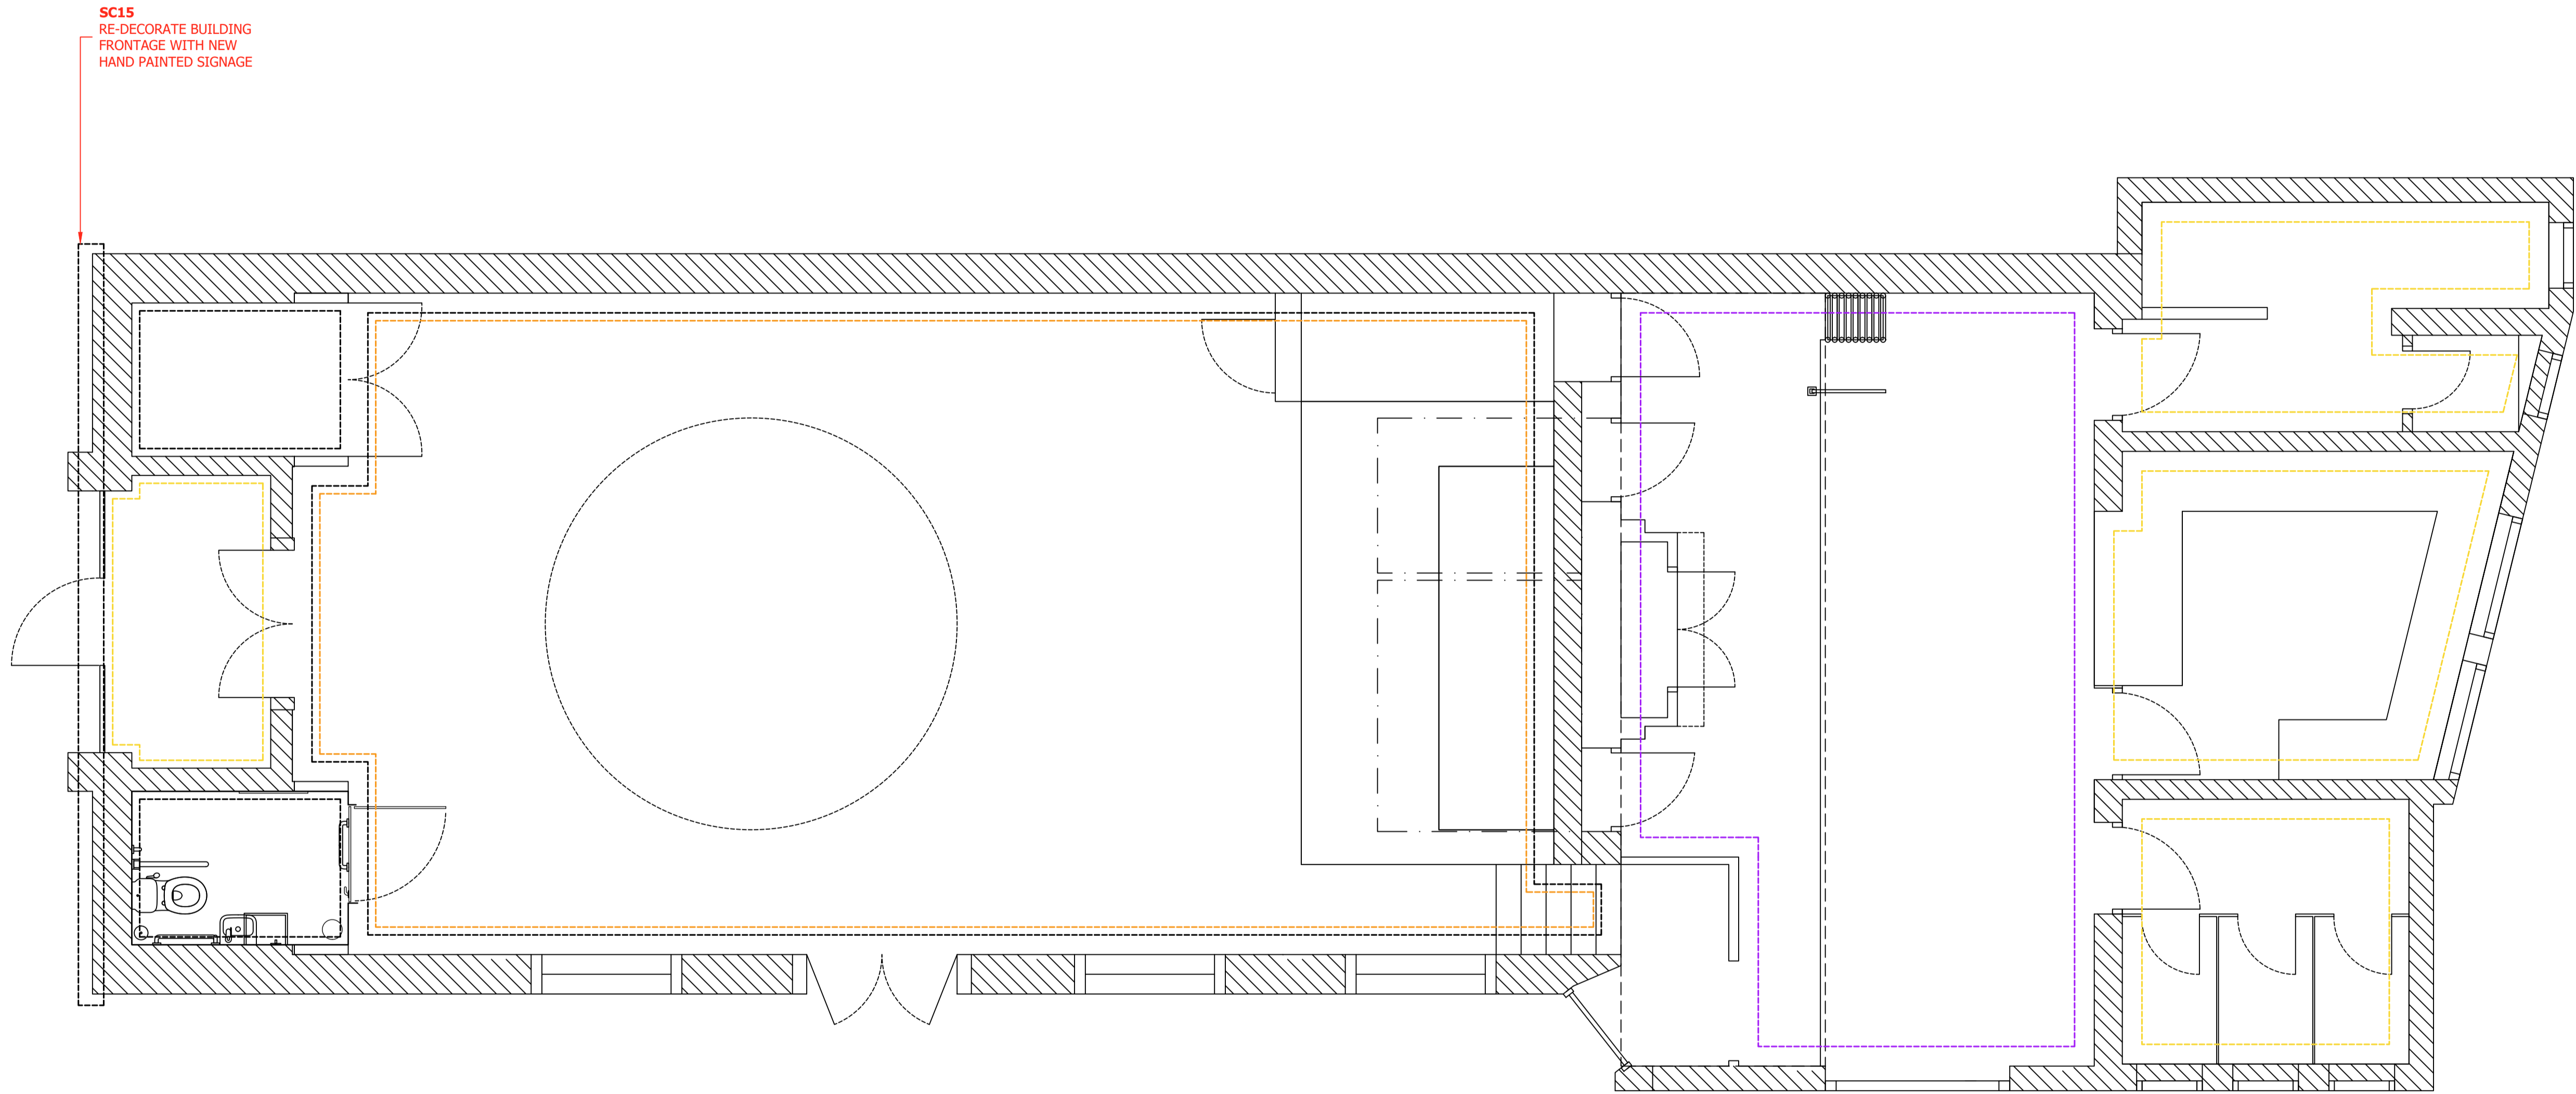 SC15
RE-DECORATE BUILDING
FRONTAGE WITH NEW
HAND PAINTED SIGNAGE